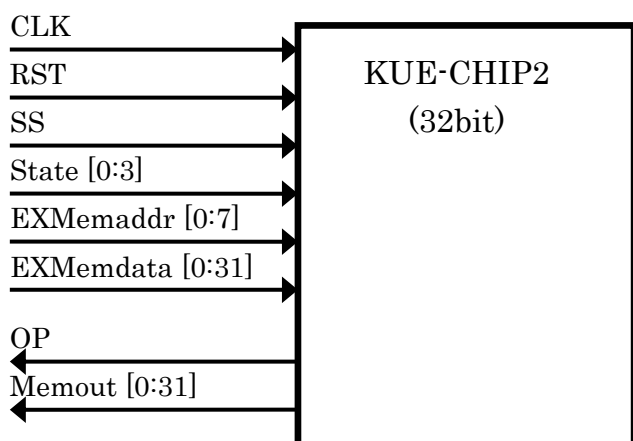 CLK
RST
SS
State [0:3]
EXMemaddr [0:7]
EXMemdata [0:31]
OP
Memout [0:31]
KUE-CHIP2
(32bit)